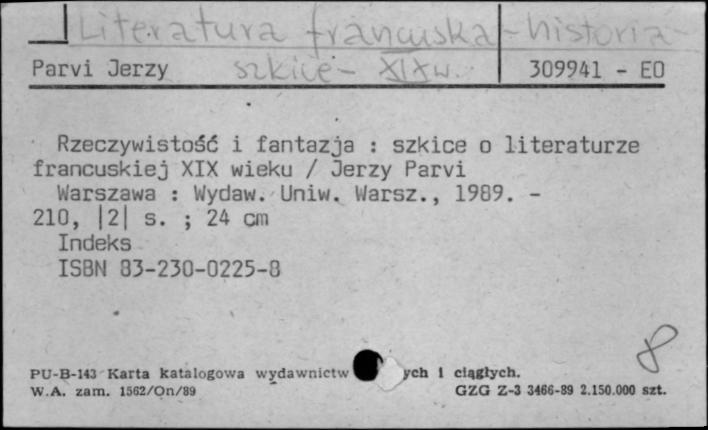 Literatura francuska - historia -
szkice - XIX w.
Parvi Jerzy 309941 - EO
Rzeczywistość i fantazja : szkice o literaturze
francuskiej XIX wieku / Jerzy Parvi
Warszawa : Wydaw. Uniw. Warsz., 1989. -
210, |2| s. ; 24 cm
Indeks
ISBN 83-230-0225-8
8
PU-B-143 Karta katalogowa wydawnictw ych i ciągłych.
W.A. zam. 1562/On/89 GZG Z-3 3466-89 2.150.000 szt.